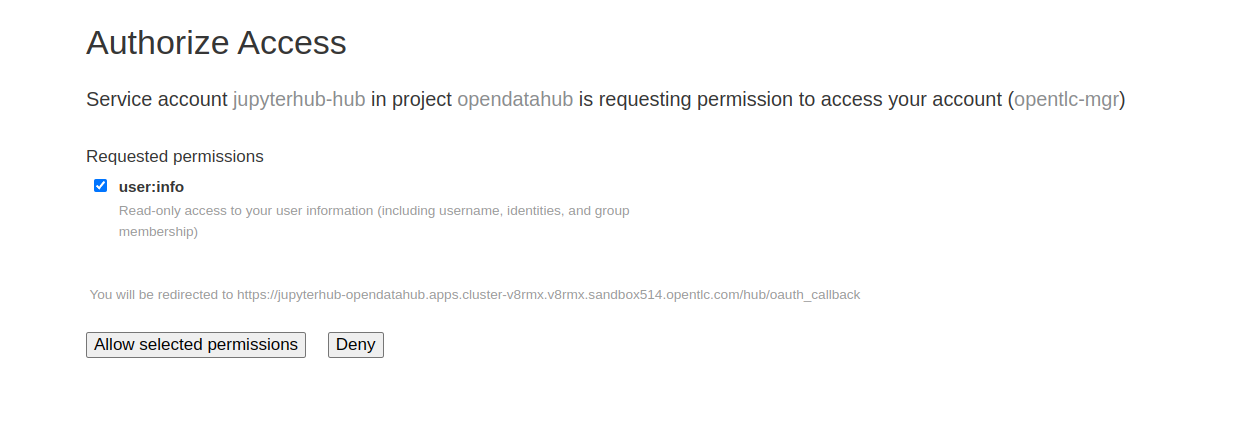 Authorize Access
Service account jupyterhub-hub in project opendatahub is requesting permission to access your account (opentlc-mgr)
Requested permissions
user:info
Read-only access to your user information (including username, identities, and group
membership)
You will be redirected to https://jupyterhub-opendatahub.apps.cluster-v8rmx.v8rmx.sandbox514.opentlc.com/hub/oauth_callback
Allow selected permissions Deny